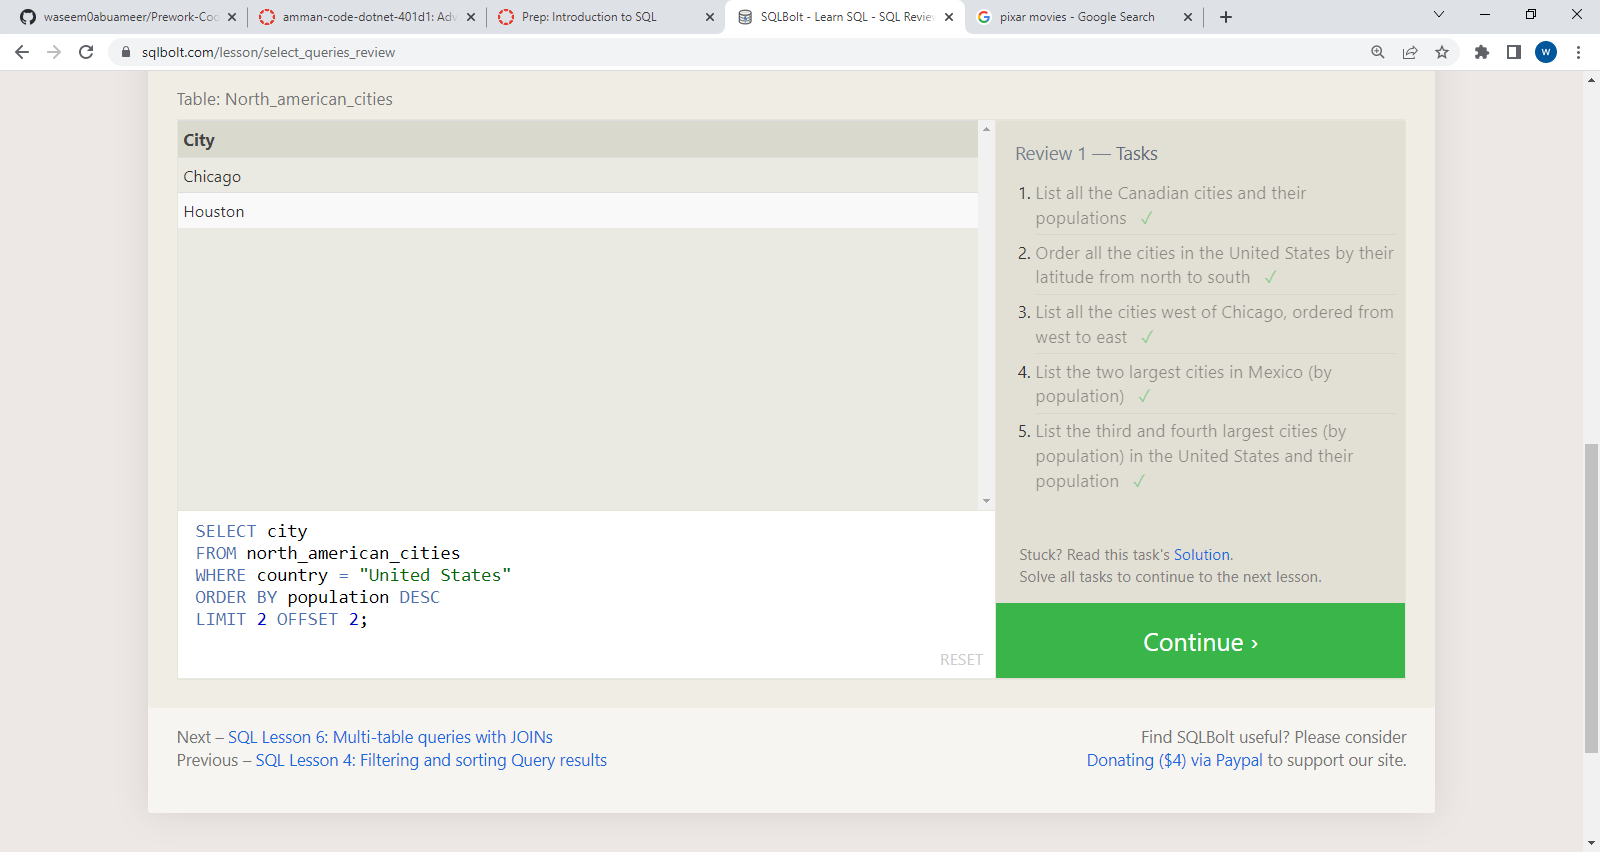 waseem0abuameer/Prework-Coo
amman-code-dotnet-401d1: Adv
Prep: Introduction to SQL
SQLBolt - Learn SQL - SQL Review
pixar movies - Google Search
sqlbolt.com/lesson/select_queries_review
W
Table: North_american_cities
City
Chicago
Houston
SELECT city
FROM north_american_cities
WHERE country = "United States"
ORDER BY population DESC
LIMIT 2 OFFSET 2;
RESET
Review 1 — Tasks
1. List all the Canadian cities and their
populations ✓
2. Order all the cities in the United States by their
latitude from north to south ✓
3. List all the cities west of Chicago, ordered from
west to east ✓
4. List the two largest cities in Mexico (by
population) ✓
5. List the third and fourth largest cities (by
population) in the United States and their
population ✓
Stuck? Read this task's Solution.
Solve all tasks to continue to the next lesson.
Continue ›
Next – SQL Lesson 6: Multi-table queries with JOINs
Previous – SQL Lesson 4: Filtering and sorting Query results
Find SQLBolt useful? Please consider
Donating ($4) via Paypal to support our site.